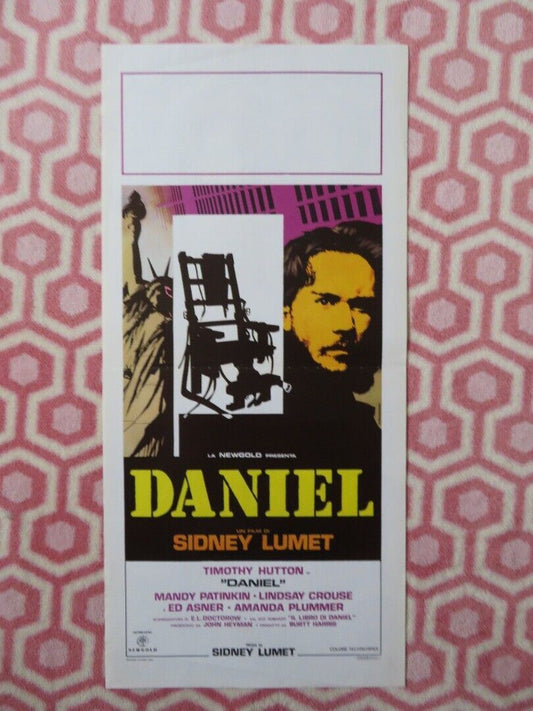 LA NEWGOLD PRESENTA
DANIEL
UN FILM DI
SIDNEY LUMET
TIMOTHY HUTTON in
"DANIEL"
MANDY PATINKIN · LINDSAY CROUSE
ED ASNER · AMANDA PLUMMER
SCENEGGIATURA DI E.L. DOCTOROW · DAL SUO ROMANZO "IL LIBRO DI DANIEL"
PRODUTTORE JOHN HEYMAN · PRODOTTO DA BURTT HARRIS
NEWGOLD
REGIA DI
SIDNEY LUMET
COLORE TECHNICOLOR